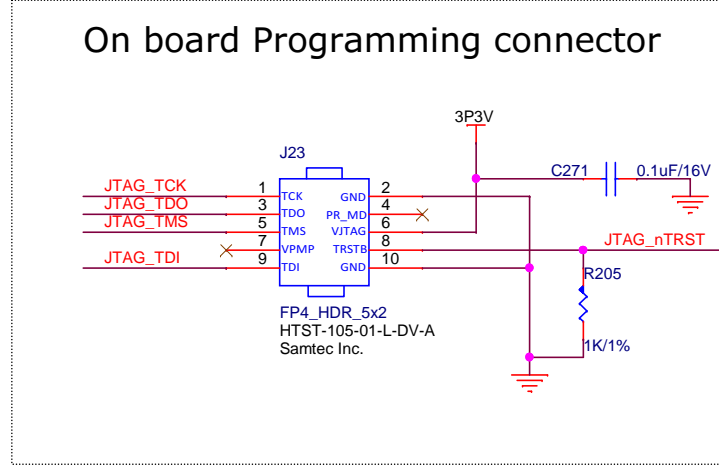 On board Programming connector
3P3V
J23
C271 0.1uF/16V
JTAG_TCK 1 TCK GND 2
JTAG_TDO 3 TDO PR_MD 4
JTAG_TMS 5 TMS VJTAG 6
7 VPMP TRSTB 8 JTAG_nTRST
JTAG_TDI 9 TDI GND 10
R205
1K/1%
FP4_HDR_5x2
HTST-105-01-L-DV-A
Samtec Inc.